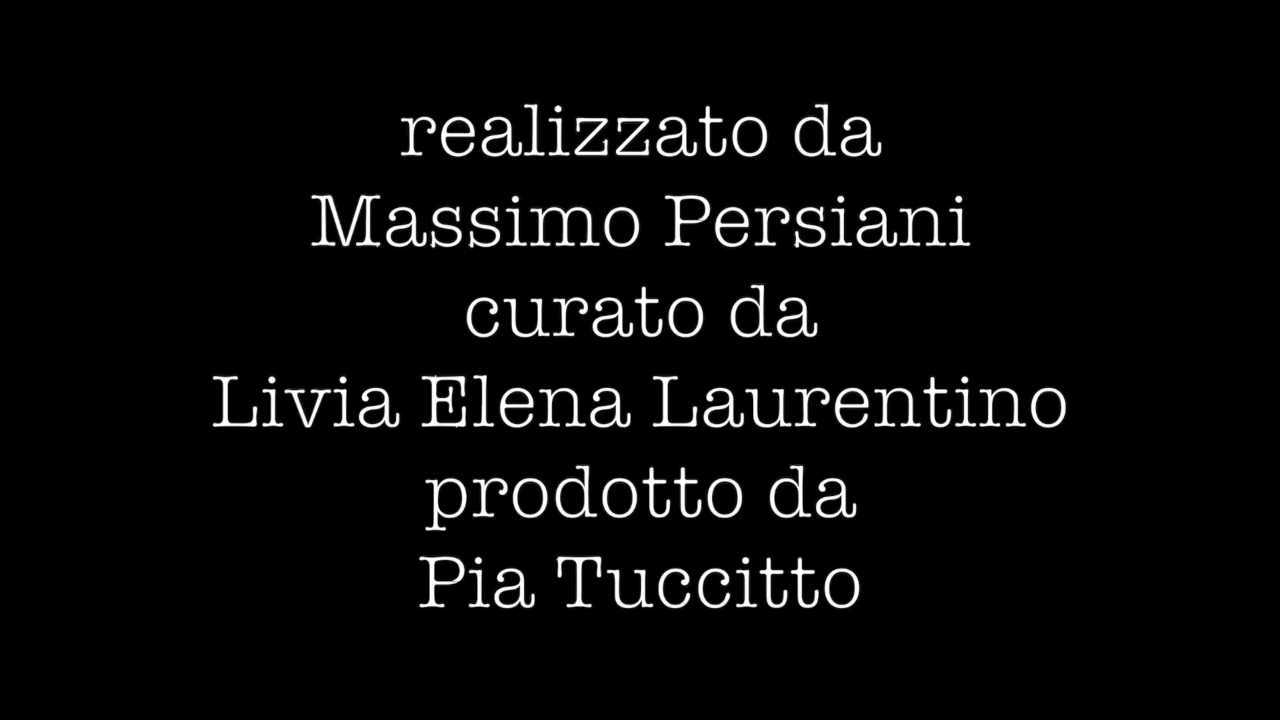 realizzato da
Massimo Persiani
curato da
Livia Elena Laurentino
prodotto da
Pia Tuccitto